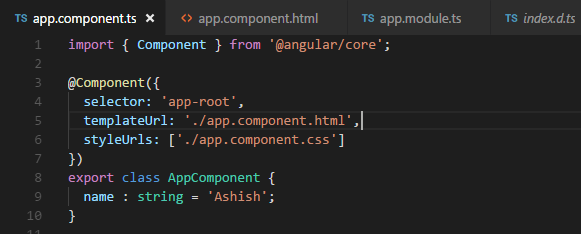 TS app.component.ts × <> app.component.html TS app.module.ts TS index.d.ts
1 import { Component } from '@angular/core';
2
3 @Component({
4 selector: 'app-root',
5 templateUrl: './app.component.html',
6 styleUrls: ['./app.component.css']
7 })
8 export class AppComponent {
9 name : string = 'Ashish';
10 }
11